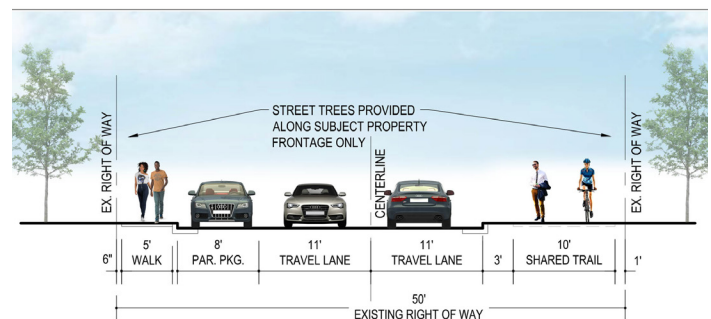 STREET TREES PROVIDED
ALONG SUBJECT PROPERTY
FRONTAGE ONLY
EX. RIGHT OF WAY
CENTERLINE
EX. RIGHT OF WAY
6"
5'
WALK
8'
PAR. PKG.
11'
TRAVEL LANE
11'
TRAVEL LANE
3'
10'
SHARED TRAIL
1'
50'
EXISTING RIGHT OF WAY